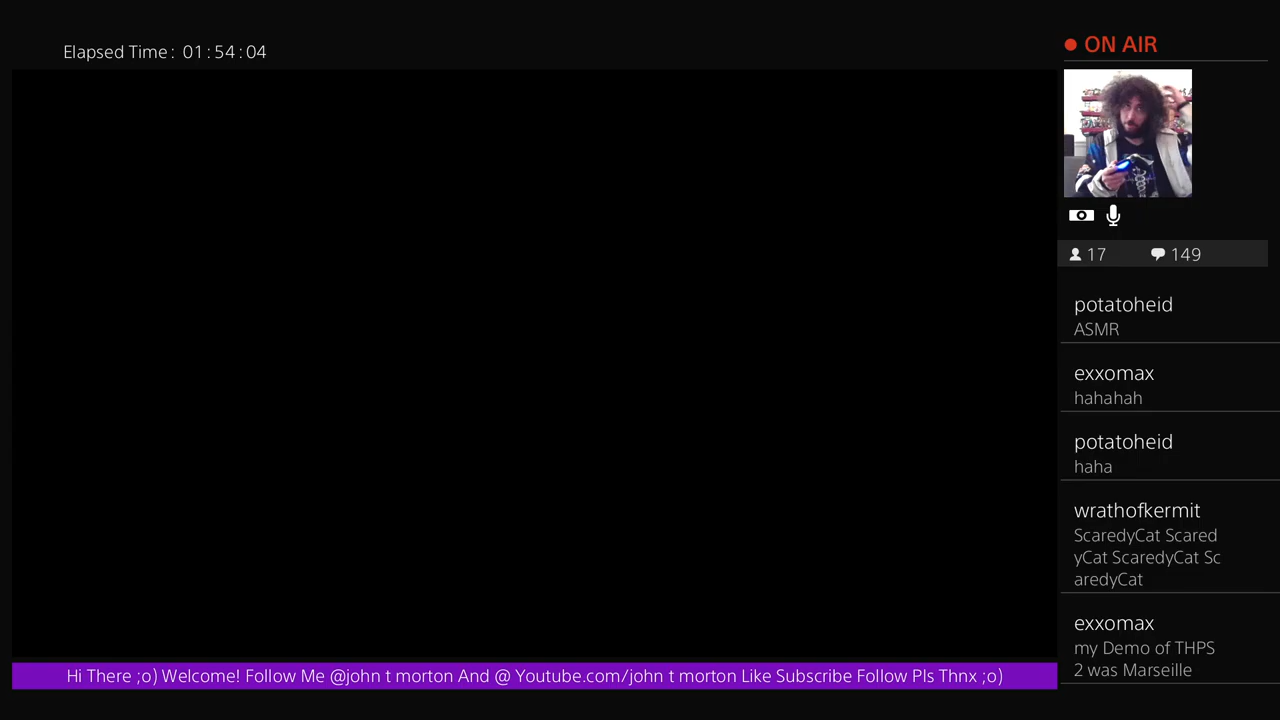 Elapsed Time: 01:54:04
ON AIR
17 149
potatoheid
ASMR
exxomax
hahahah
potatoheid
haha
wrathofkermit
ScaredyCat Scared
yCat ScaredyCat Sc
aredyCat
exxomax
my Demo of THPS
2 was Marseille
Hi There ;o) Welcome! Follow Me @john t morton And @ Youtube.com/john t morton Like Subscribe Follow Pls Thnx ;o)